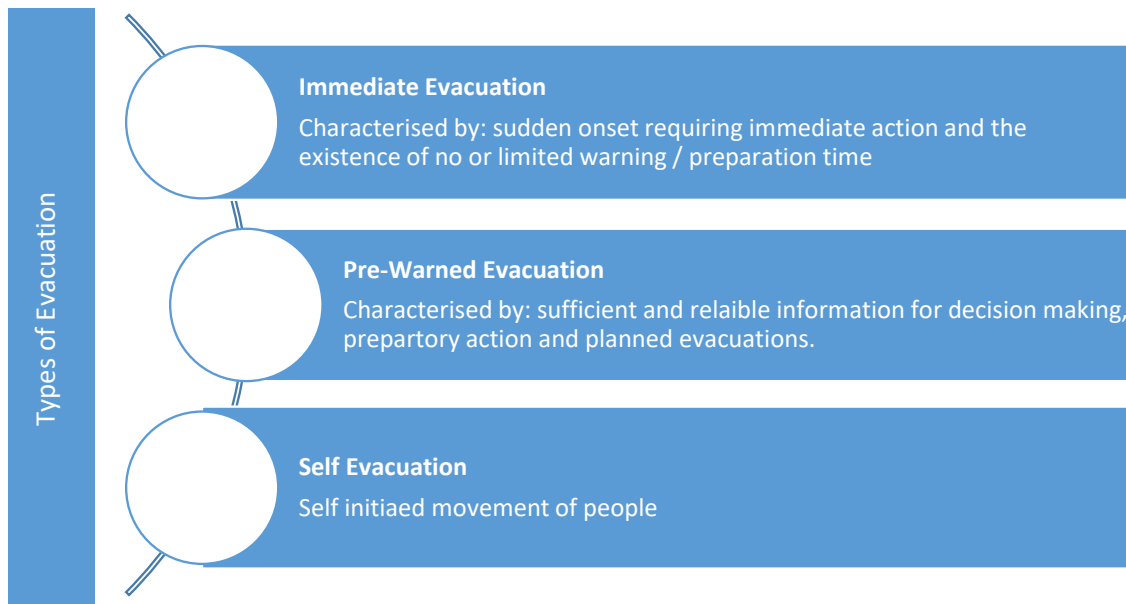 Types of Evacuation
Immediate Evacuation
Characterised by: sudden onset requiring immediate action and the
existence of no or limited warning / preparation time
Pre-Warned Evacuation
Characterised by: sufficient and relaible information for decision making,
prepartory action and planned evacuations.
Self Evacuation
Self initiaed movement of people